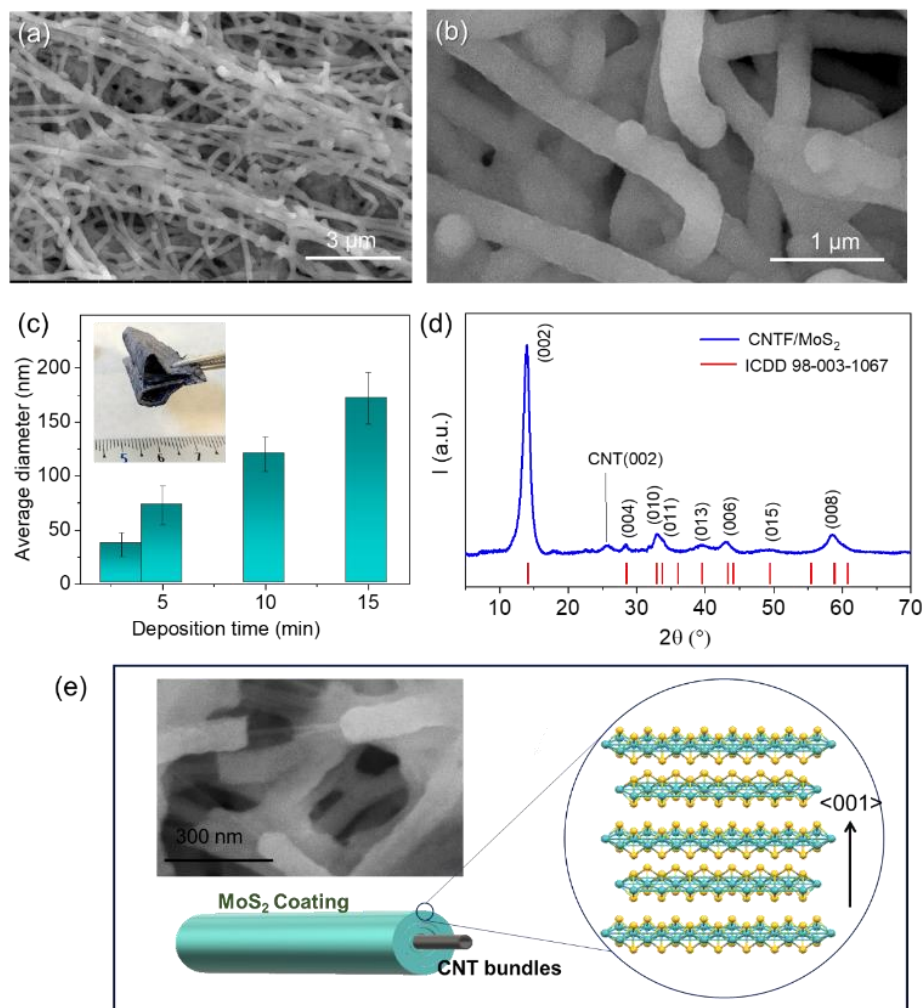 (a)
3 µm
(b)
1 µm
(c)
Average diameter (nm)
200
150
100
50
0
5 6 7
5 10 15
Deposition time (min)
(d)
I (a.u.)
(002)
CNT(002)
(004)
(010)
(011)
(013)
(006)
(015)
(008)
CNTF/MoS₂
ICDD 98-003-1067
10 20 30 40 50 60 70
2θ (°)
(e)
300 nm
MoS₂ Coating
CNT bundles
<001>